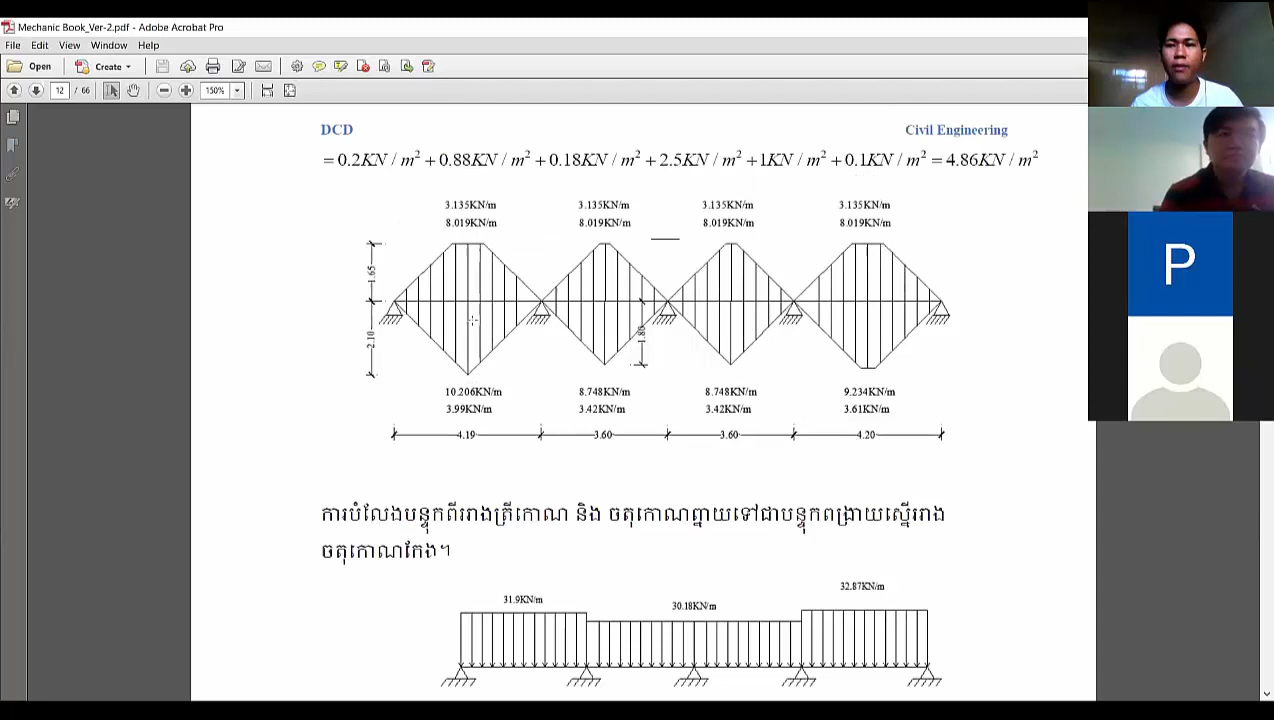 Mechanic Book_Ver-2.pdf - Adobe Acrobat Pro
File Edit View Window Help
Open Create
12 / 66 150%
DCD Civil Engineering
= 0.2KN / m² + 0.88KN / m² + 0.18KN / m² + 2.5KN / m² + 1KN / m² + 0.1KN / m² = 4.86KN / m²
3.135KN/m 3.135KN/m 3.135KN/m 3.135KN/m
8.019KN/m 8.019KN/m 8.019KN/m 8.019KN/m
1.65
2.10
1.80
10.206KN/m 8.748KN/m 8.748KN/m 9.234KN/m
3.99KN/m 3.42KN/m 3.42KN/m 3.61KN/m
4.19 3.60 3.60 4.20
ការបំលែងបន្ទុកពីររាងត្រីកោណ និង ចតុកោណព្នាយទៅជាបន្ទុកពង្រាយស្នើររាង
ចតុកោណកែង។
31.9KN/m 30.18KN/m 32.87KN/m
P